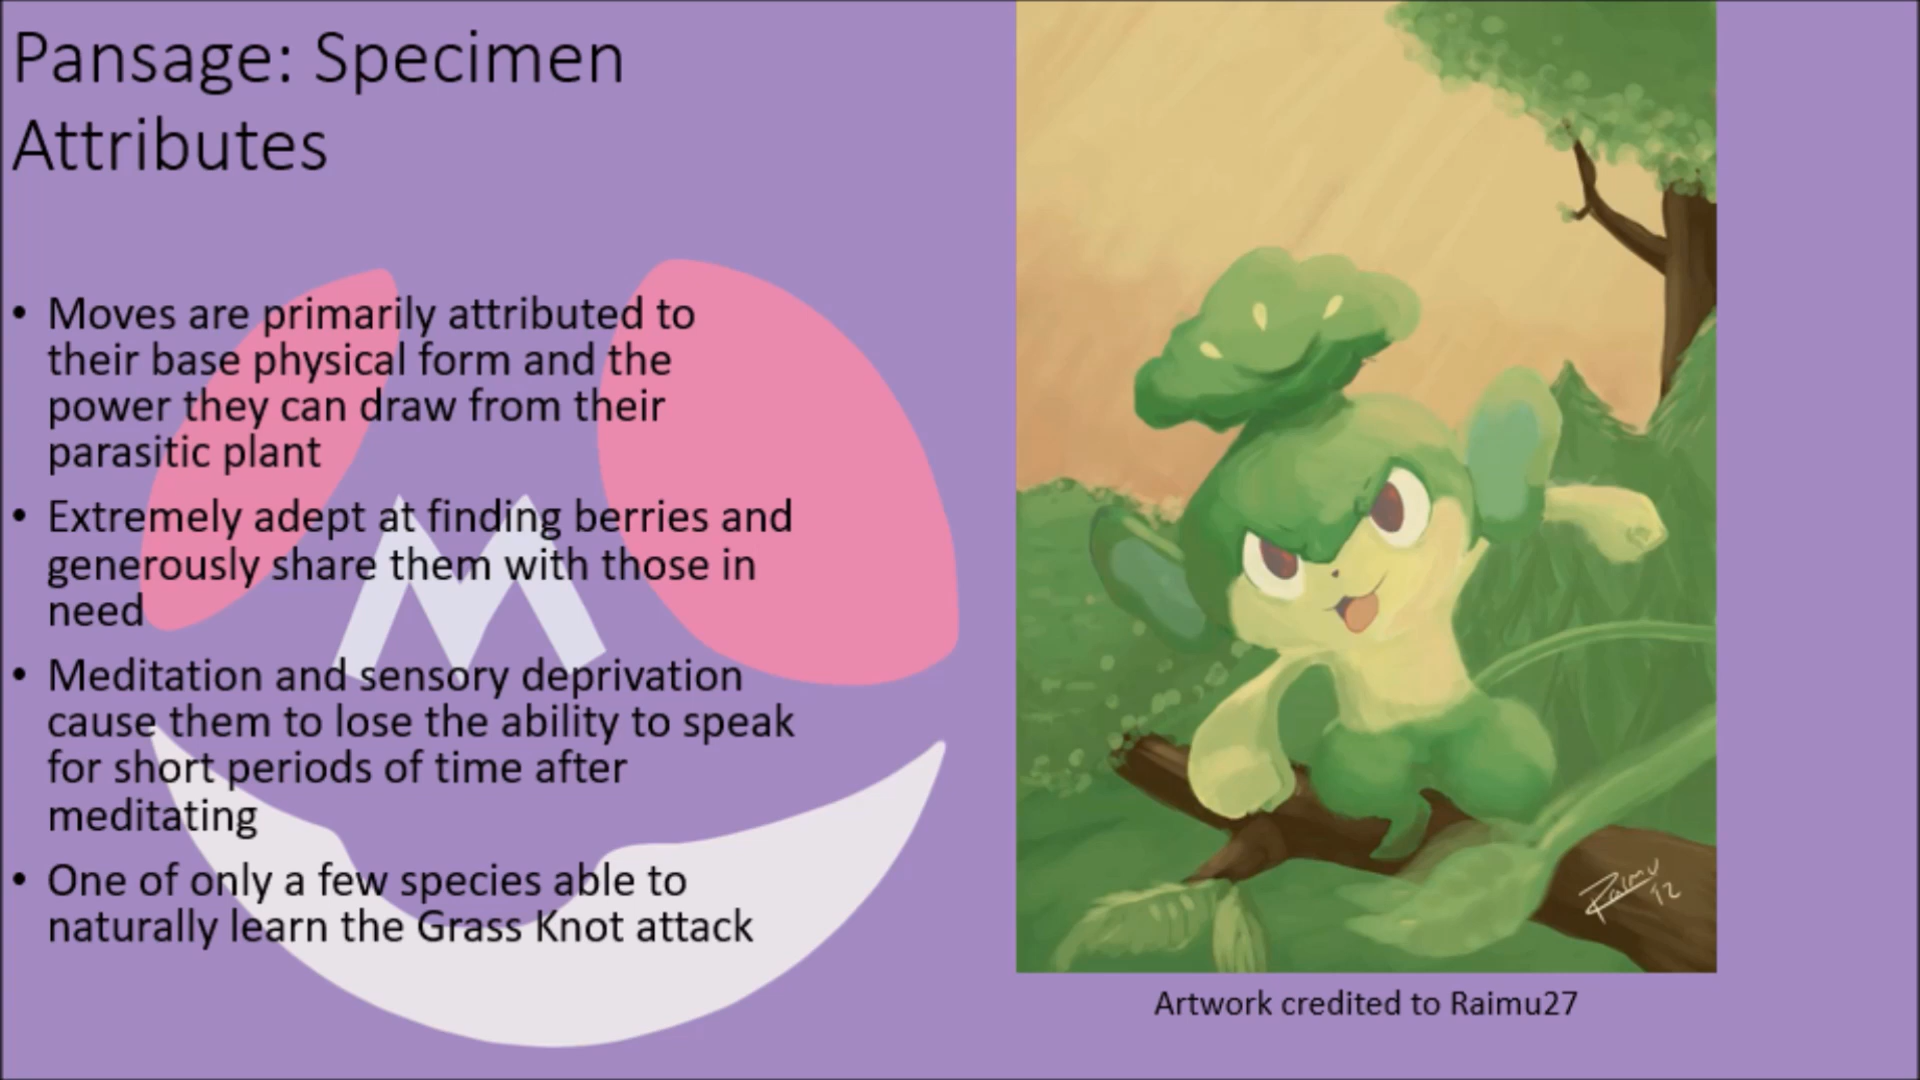 Pansage: Specimen
Attributes
• Moves are primarily attributed to
their base physical form and the
power they can draw from their
parasitic plant
• Extremely adept at finding berries and
generously share them with those in
need
• Meditation and sensory deprivation
cause them to lose the ability to speak
for short periods of time after
meditating
• One of only a few species able to
naturally learn the Grass Knot attack
M
Raimu '12
Artwork credited to Raimu27